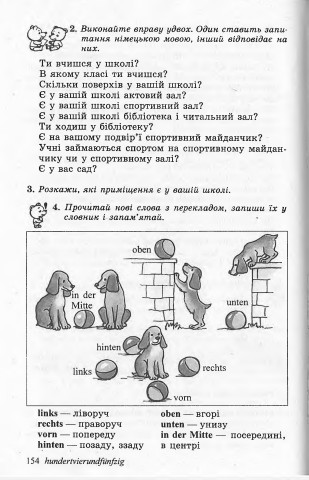 2. Виконайте вправу удвох. Один ставить запи-
тання німецькою мовою, інший відповідає на
них.
Ти вчишся у школі?
В якому класі ти вчишся?
Скільки поверхів у вашій школі?
Є у вашій школі актовий зал?
Є у вашій школі спортивний зал?
Є у вашій школі бібліотека і читальний зал?
Ти ходиш у бібліотеку?
Є на вашому подвір'ї спортивний майданчик?
Учні займаються спортом на спортивному майдан-
чику чи у спортивному залі?
Є у вас сад?
3. Розкажи, які приміщення є у вашій школі.
4. Прочитай нові слова з перекладом, запиши їх у
словник і запам'ятай.
oben
in der
Mitte
unten
hinten
links
rechts
vorn
links — ліворуч
rechts — праворуч
vorn — попереду
hinten — позаду, ззаду
oben — вгорі
unten — унизу
in der Mitte — посередині,
в центрі
154 hundertvierundfünfzig